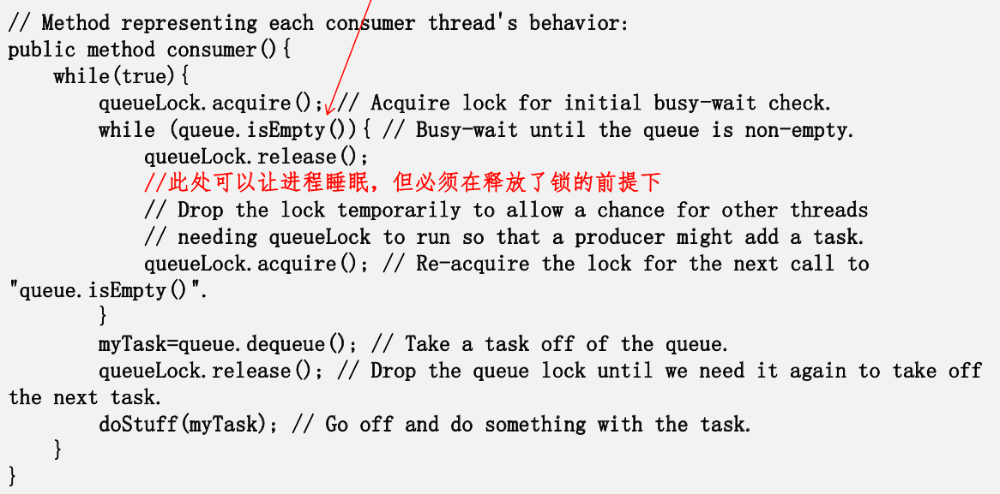 // Method representing each consumer thread's behavior:
public method consumer(){
    while(true){
        queueLock.acquire(); // Acquire lock for initial busy-wait check.
        while (queue.isEmpty()){ // Busy-wait until the queue is non-empty.
            queueLock.release();
            //此处可以让进程睡眠，但必须在释放了锁的前提下
            // Drop the lock temporarily to allow a chance for other threads
            // needing queueLock to run so that a producer might add a task.
            queueLock.acquire(); // Re-acquire the lock for the next call to
"queue.isEmpty()".
        }
        myTask=queue.dequeue(); // Take a task off of the queue.
        queueLock.release(); // Drop the queue lock until we need it again to take off
the next task.
        doStuff(myTask); // Go off and do something with the task.
    }
}